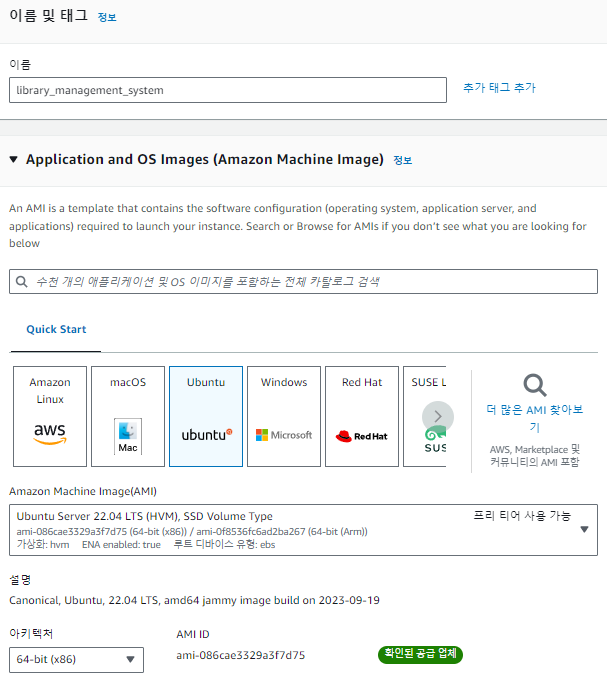 이름 및 태그 정보
이름
library_management_system 추가 태그 추가
▼ Application and OS Images (Amazon Machine Image) 정보
An AMI is a template that contains the software configuration (operating system, application server, and
applications) required to launch your instance. Search or Browse for AMIs if you don't see what you are looking for
below
수천 개의 애플리케이션 및 OS 이미지를 포함하는 전체 카탈로그 검색
Quick Start
Amazon
Linux
aws
macOS
Mac
Ubuntu
ubuntu
Windows
Microsoft
Red Hat
Red Hat
SUSE L
SUS
더 많은 AMI 찾아보
기
AWS, Marketplace 및
커뮤니티의 AMI 포함
Amazon Machine Image(AMI)
Ubuntu Server 22.04 LTS (HVM), SSD Volume Type 프리 티어 사용 가능
ami-086cae3329a3f7d75 (64-bit (x86)) / ami-0f8536fc6ad2ba267 (64-bit (Arm))
가상화: hvm ENA enabled: true 루트 디바이스 유형: ebs
설명
Canonical, Ubuntu, 22.04 LTS, amd64 jammy image build on 2023-09-19
아키텍처 AMI ID
64-bit (x86) ami-086cae3329a3f7d75 확인된 공급 업체